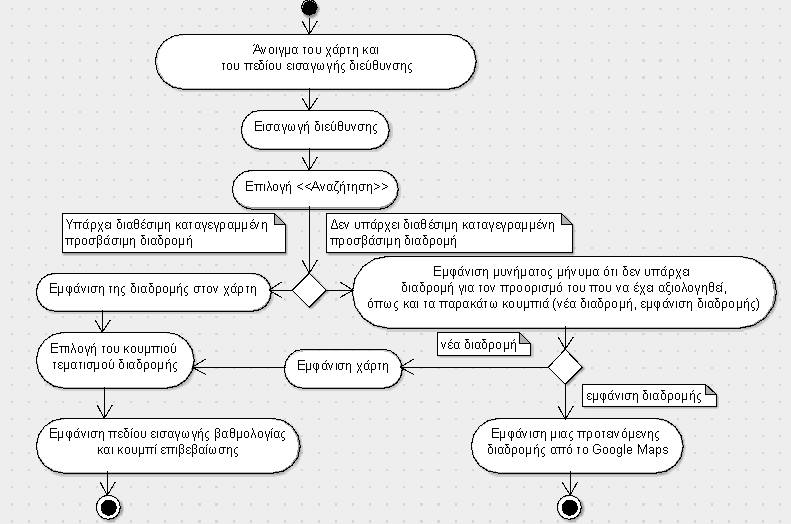 Άνοιγμα του χάρτη και
του πεδίου εισαγωγής διεύθυνσης
Εισαγωγή διεύθυνσης
Επιλογή <<Αναζήτηση>>
Υπάρχει διαθέσιμη καταγεγραμμένη
προσβάσιμη διαδρομή
Δεν υπάρχει διαθέσιμη καταγεγραμμένη
προσβάσιμη διαδρομή
Εμφάνιση της διαδρομής στον χάρτη
Εμφάνιση μυνήματος μήνυμα ότι δεν υπάρχει
διαδρομή για τον προορισμό του που να έχει αξιολογηθεί,
όπως και τα παρακάτω κουμπιά (νέα διαδρομή, εμφάνιση διαδρομής)
Επιλογή του κουμπιού
τεματισμού διαδρομής
Εμφάνιση χάρτη
νέα διαδρομή
εμφάνιση διαδρομής
Εμφάνιση πεδίου εισαγωγής βαθμολογίας
και κουμπί επιβεβαίωσης
Εμφάνιση μιας προτεινόμενης
διαδρομής από το Google Maps